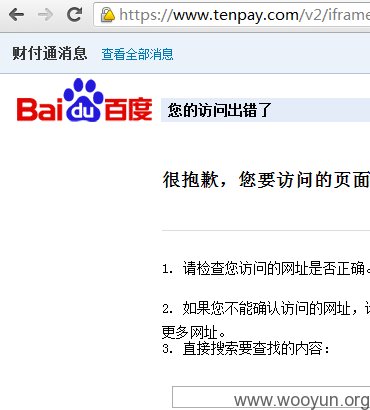 https://www.tenpay.com/v2/iframe
财付通消息 查看全部消息
Bai du 百度 您的访问出错了
很抱歉，您要访问的页面
1. 请检查您访问的网址是否正确。
2. 如果您不能确认访问的网址，请
更多网址。
3. 直接搜索要查找的内容：
www.wooyun.org